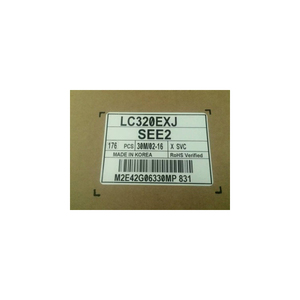 LC320EXJ
SEE2
176 PCS 30M/02-16 X SVC
MADE IN KOREA RoHS Verified
M2E42G06330MP 831